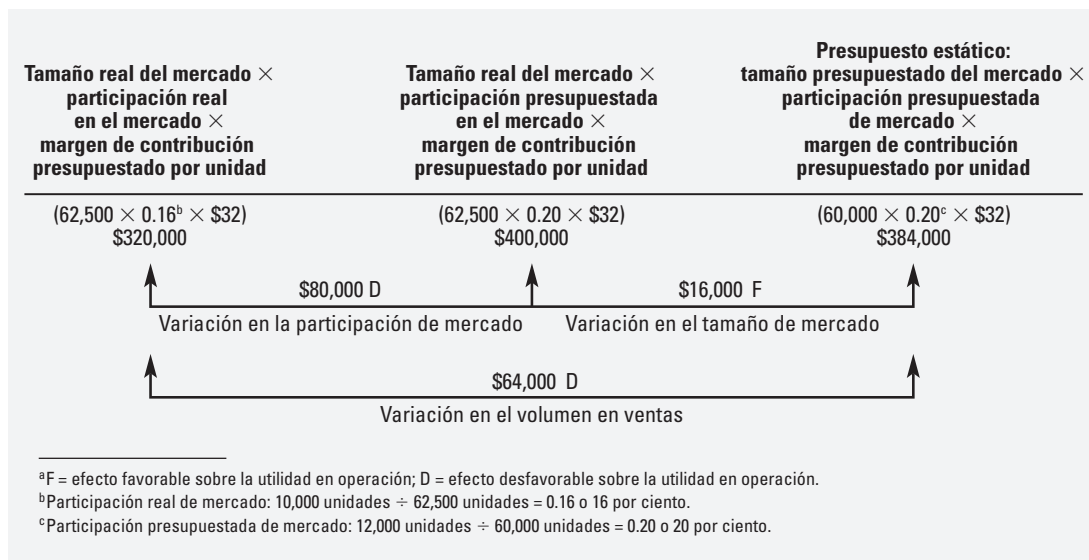 Tamaño real del mercado ×
participación real
en el mercado ×
margen de contribución
presupuestado por unidad
Tamaño real del mercado ×
participación presupuestada
en el mercado ×
margen de contribución
presupuestado por unidad
Presupuesto estático:
tamaño presupuestado del mercado ×
participación presupuestada
de mercado ×
margen de contribución
presupuestado por unidad
(62,500 × 0.16ᵇ × $32)
$320,000
(62,500 × 0.20 × $32)
$400,000
(60,000 × 0.20ᶜ × $32)
$384,000
$80,000 D
Variación en la participación de mercado
$16,000 F
Variación en el tamaño de mercado
$64,000 D
Variación en el volumen en ventas
ᵃF = efecto favorable sobre la utilidad en operación; D = efecto desfavorable sobre la utilidad en operación.
ᵇParticipación real de mercado: 10,000 unidades ÷ 62,500 unidades = 0.16 o 16 por ciento.
ᶜParticipación presupuestada de mercado: 12,000 unidades ÷ 60,000 unidades = 0.20 o 20 por ciento.